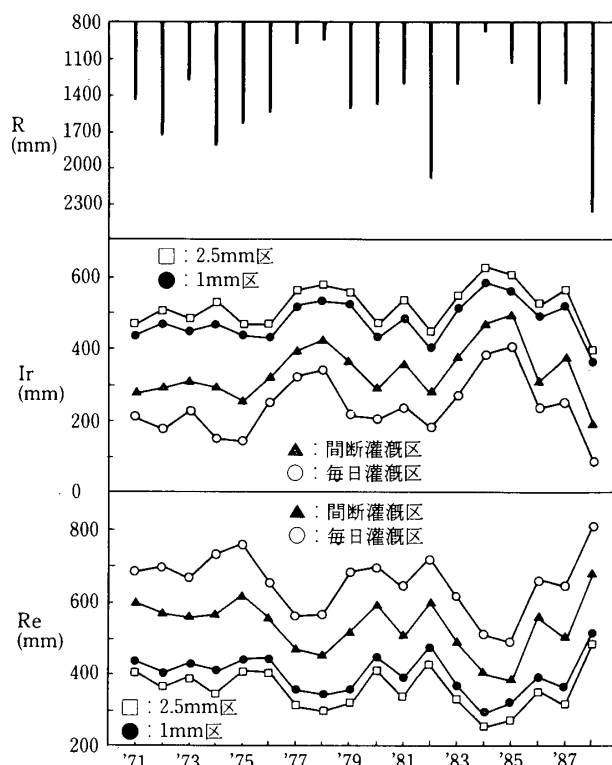 800
1100
1400
R
(mm)
1700
2000
2300
□：2.5mm区
●：1mm区
600
400
Ir
(mm)
200
▲：間断灌漑区
○：毎日灌漑区
0
▲：間断灌漑区
○：毎日灌漑区
800
600
Re
(mm)
400
□：2.5mm区
●：1mm区
200
'71 '73 '75 '77 '79 '81 '83 '85 '87